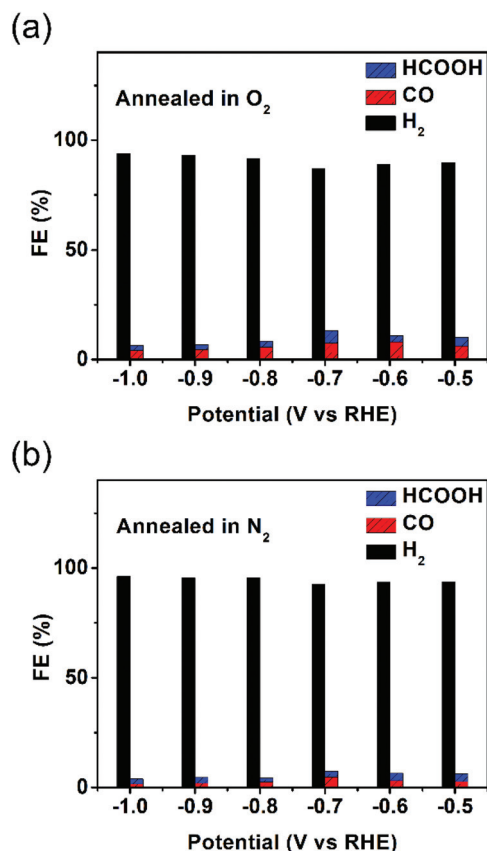 (a)
HCOOH
CO
H₂
Annealed in O₂
100
50
0
FE (%)
-1.0 -0.9 -0.8 -0.7 -0.6 -0.5
Potential (V vs RHE)
(b)
HCOOH
CO
H₂
Annealed in N₂
100
50
0
FE (%)
-1.0 -0.9 -0.8 -0.7 -0.6 -0.5
Potential (V vs RHE)